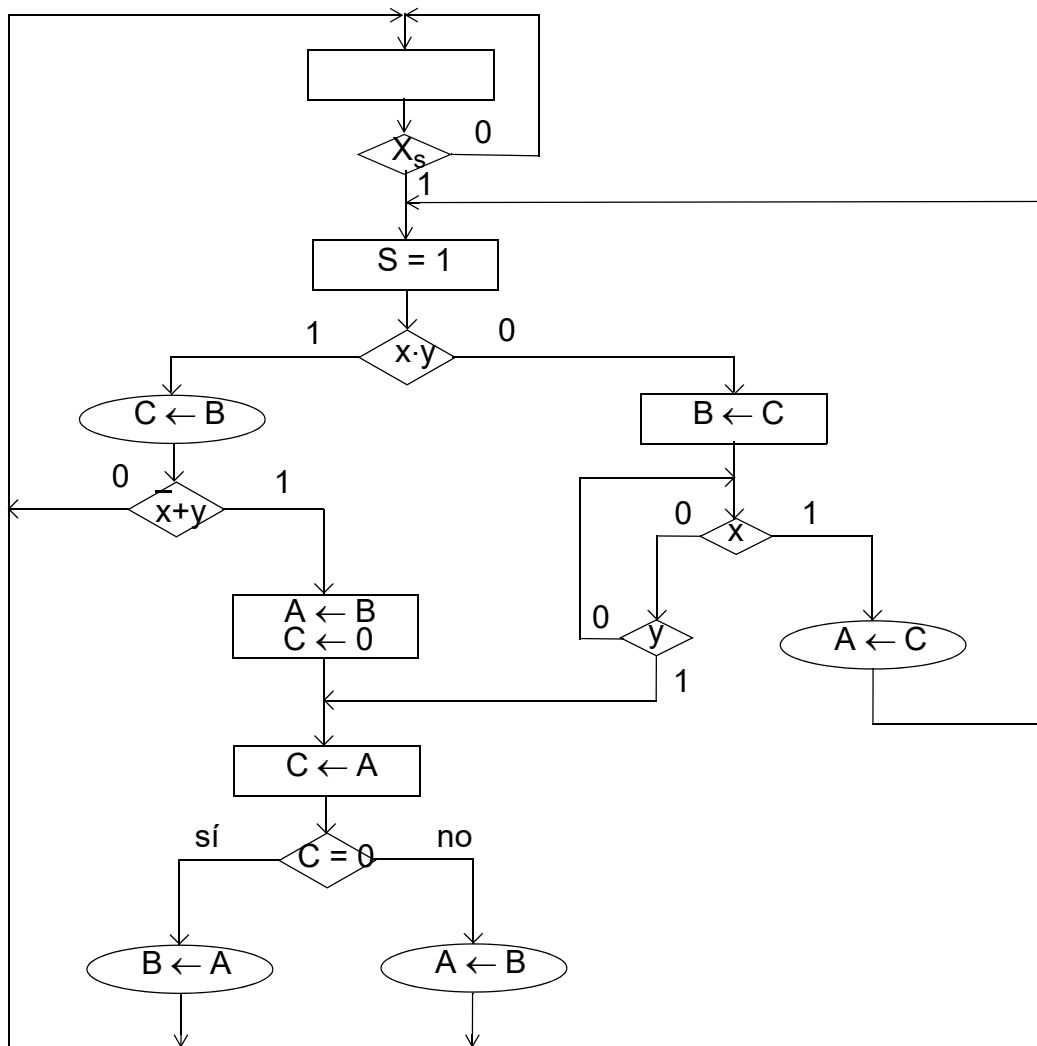 0
Xs
1
S = 1
1
0
x·y
C ← B
B ← C
0
1
x̅+y
0
1
x
A ← B
C ← 0
0
y
A ← C
1
C ← A
sí
no
C = 0
B ← A
A ← B